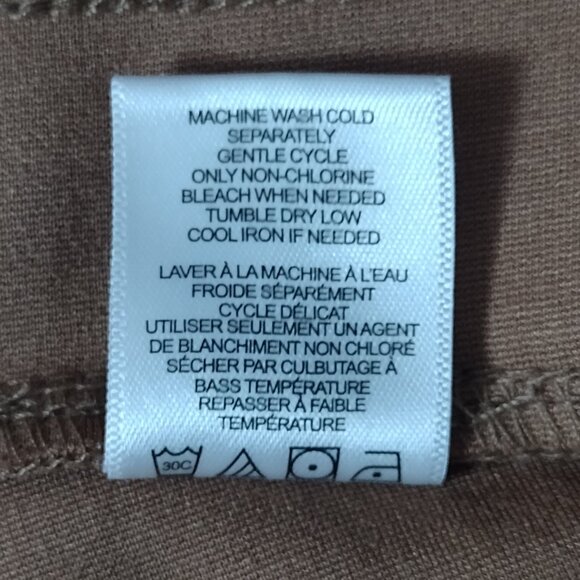 MACHINE WASH COLD
SEPARATELY
GENTLE CYCLE
ONLY NON-CHLORINE
BLEACH WHEN NEEDED
TUMBLE DRY LOW
COOL IRON IF NEEDED
LAVER À LA MACHINE À L'EAU
FROIDE SÉPARÉMENT
CYCLE DÉLICAT
UTILISER SEULEMENT UN AGENT
DE BLANCHIMENT NON CHLORÉ
SÉCHER PAR CULBUTAGE À
BASS TEMPÉRATURE
REPASSER À FAIBLE
TEMPÉRATURE
30C